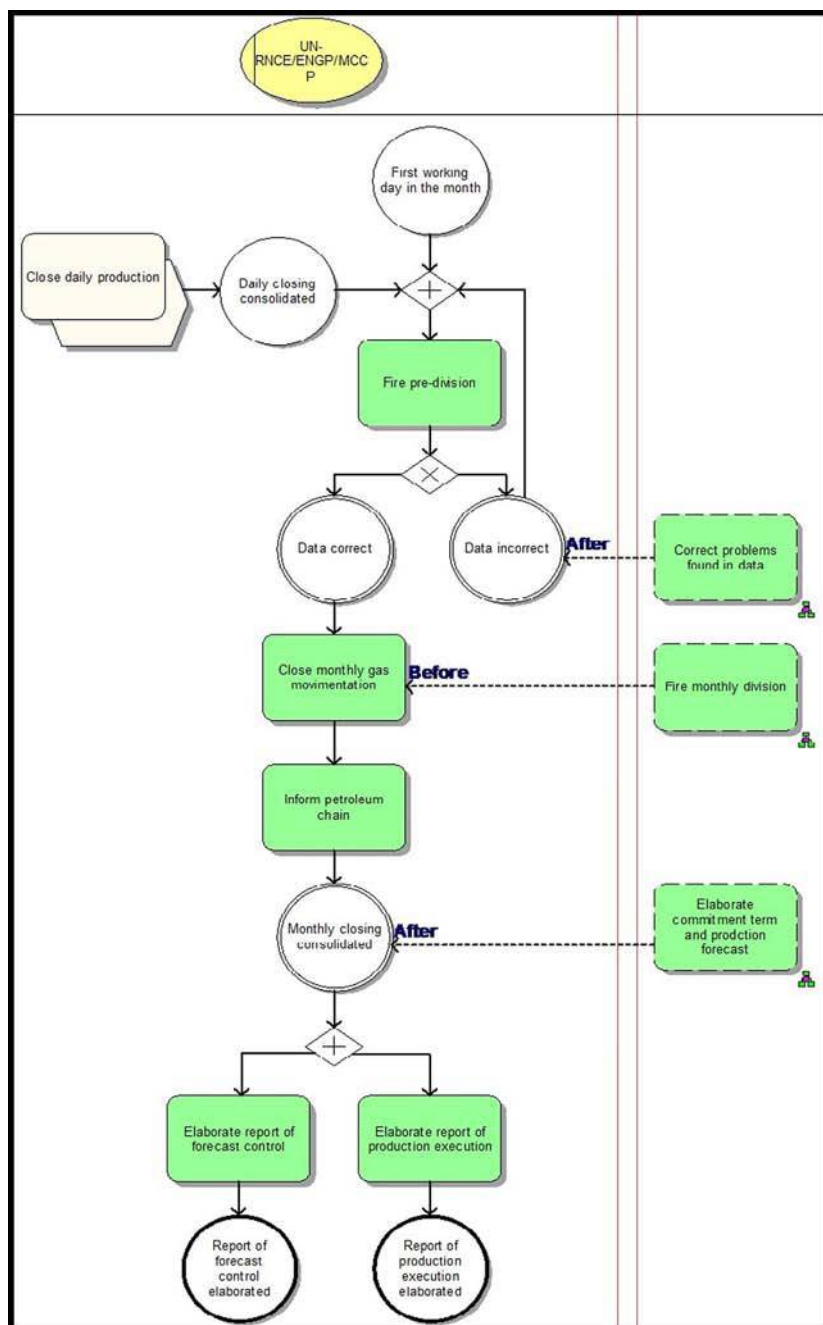 UN-
RNCE/ENGP/MCC
P
First working
day in the month
Close daily production
Daily closing
consolidated
Fire pre-division
Data correct
Data incorrect
After
Correct problems
found in data
Close monthly gas
movimentation
Before
Fire monthly division
Inform petroleum
chain
Monthly closing
consolidated
After
Elaborate
commitment term
and prodction
forecast
Elaborate report of
forecast control
Elaborate report of
production execution
Report of
forecast
control
elaborated
Report of
production
execution
elaborated